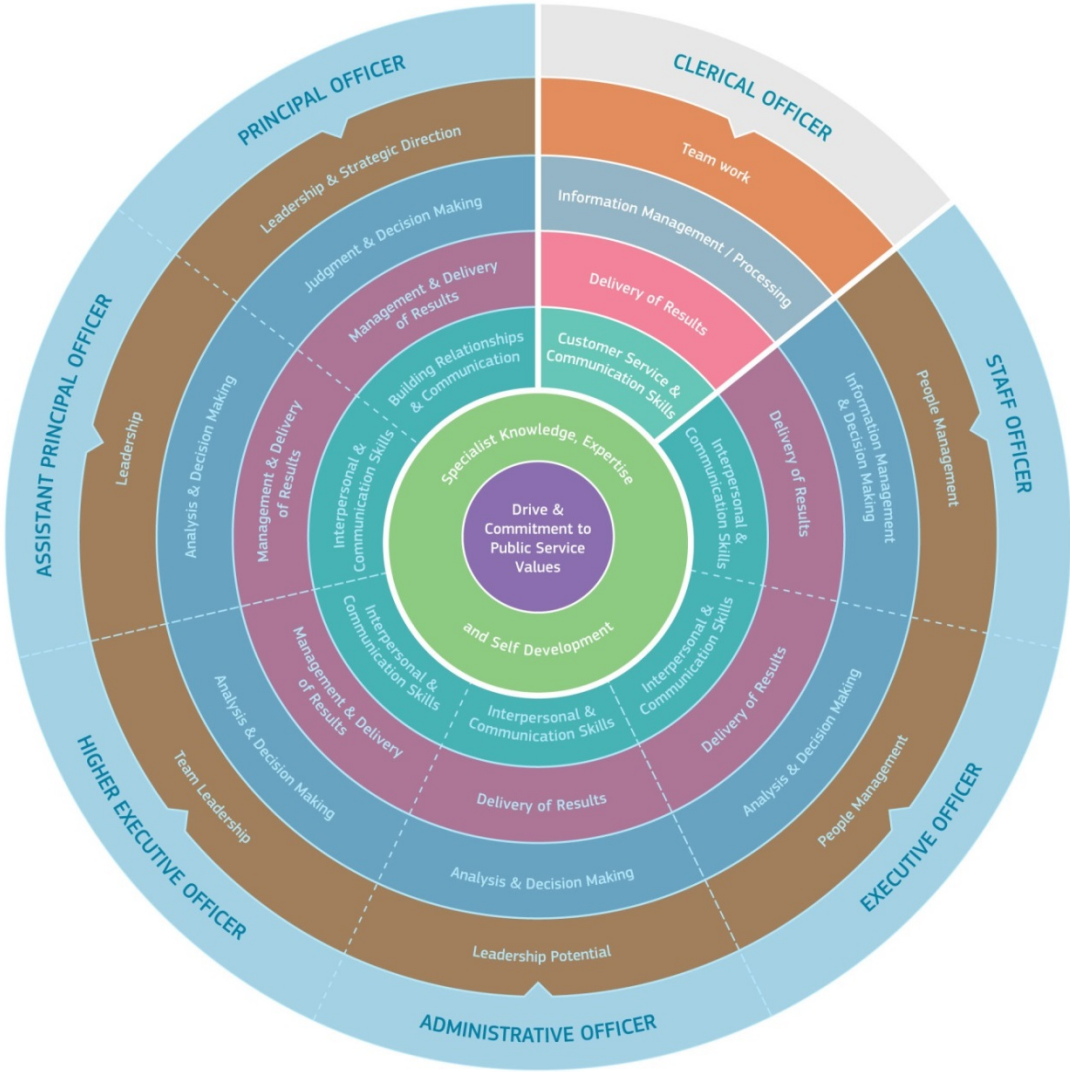 PRINCIPAL OFFICER
Leadership & Strategic Direction
Judgment & Decision Making
Management & Delivery
of Results
Building Relationships
& Communication
CLERICAL OFFICER
Team work
Information Management / Processing
Delivery of Results
Customer Service &
Communication Skills
STAFF OFFICER
People Management
Information Management
& Decision Making
Delivery of Results
Interpersonal &
Communication Skills
EXECUTIVE OFFICER
People Management
Analysis & Decision Making
Delivery of Results
Interpersonal &
Communication Skills
ADMINISTRATIVE OFFICER
Leadership Potential
Analysis & Decision Making
Delivery of Results
Interpersonal &
Communication Skills
HIGHER EXECUTIVE OFFICER
Team Leadership
Analysis & Decision Making
Management & Delivery
of Results
Interpersonal &
Communication Skills
ASSISTANT PRINCIPAL OFFICER
Leadership
Analysis & Decision Making
Management & Delivery
of Results
Interpersonal &
Communication Skills
Specialist Knowledge, Expertise
and Self Development
Drive &
Commitment to
Public Service
Values